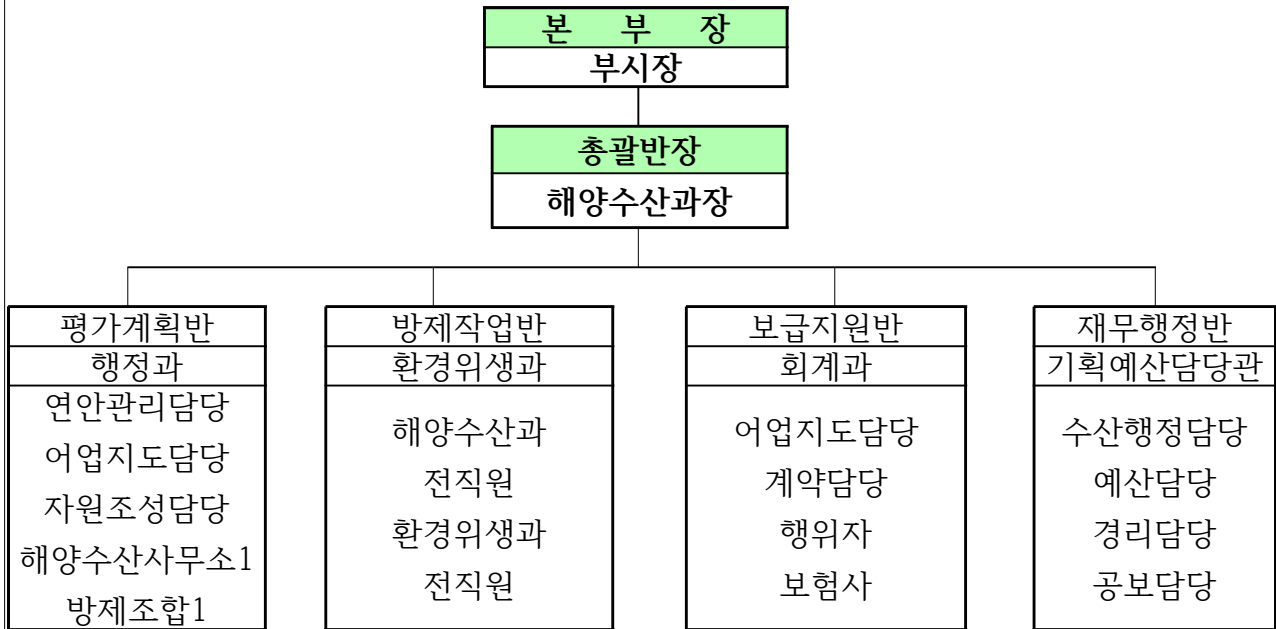 본 부 장
부시장
총괄반장
해양수산과장
평가계획반
행정과
연안관리담당
어업지도담당
자원조성담당
해양수산사무소1
방제조합1
방제작업반
환경위생과
해양수산과
전직원
환경위생과
전직원
보급지원반
회계과
어업지도담당
계약담당
행위자
보험사
재무행정반
기획예산담당관
수산행정담당
예산담당
경리담당
공보담당